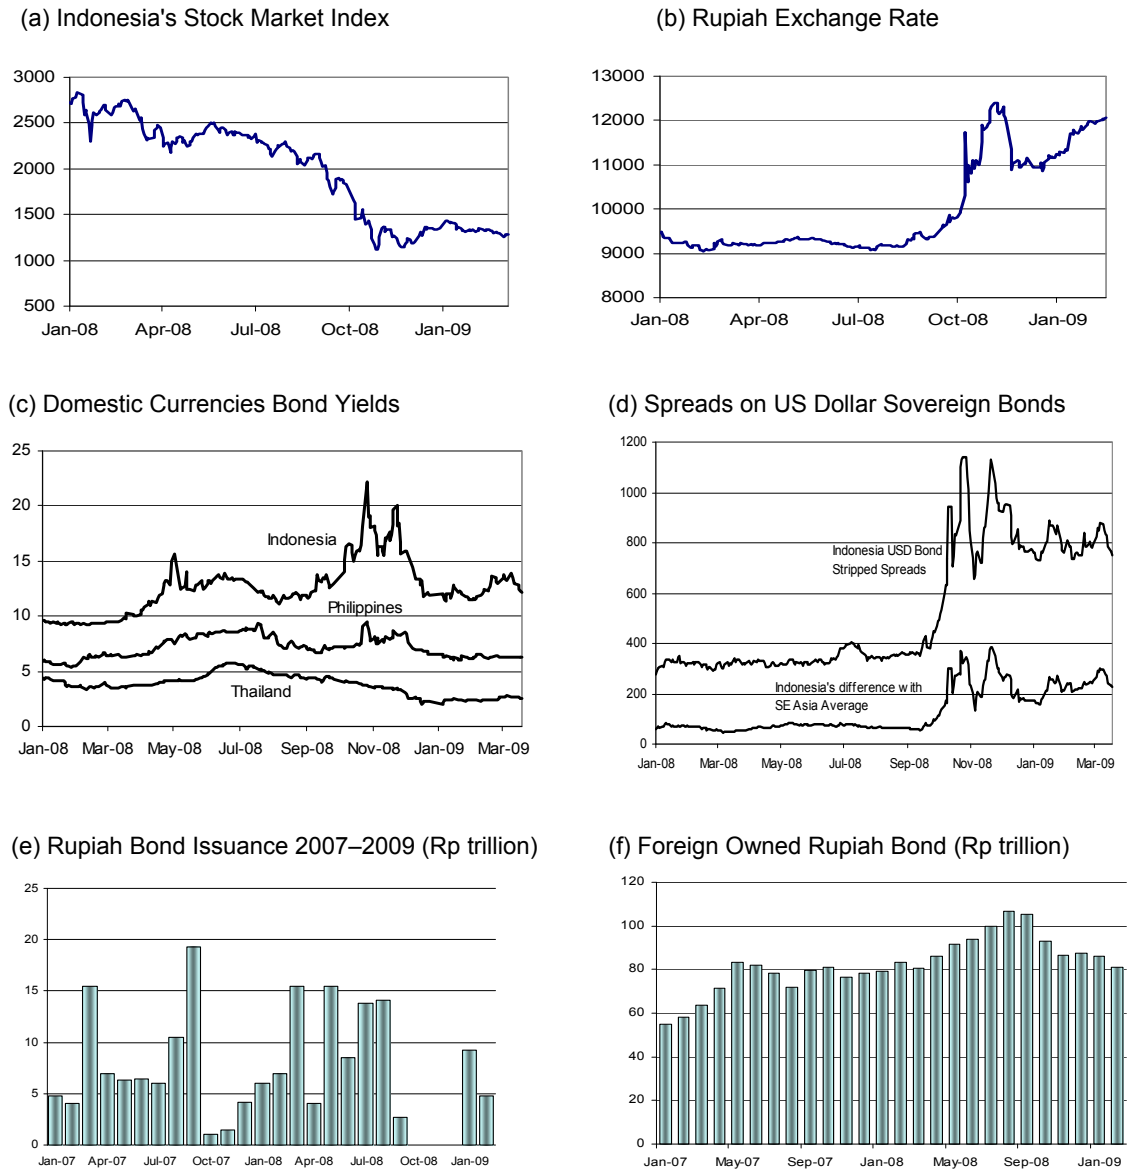 (a) Indonesia's Stock Market Index
(b) Rupiah Exchange Rate
3000
2500
2000
1500
1000
500
Jan-08 Apr-08 Jul-08 Oct-08 Jan-09
13000
12000
11000
10000
9000
8000
Jan-08 Apr-08 Jul-08 Oct-08 Jan-09
(c) Domestic Currencies Bond Yields
(d) Spreads on US Dollar Sovereign Bonds
25
20
15
10
5
0
Indonesia
Philippines
Thailand
Jan-08 Mar-08 May-08 Jul-08 Sep-08 Nov-08 Jan-09 Mar-09
1200
1000
800
600
400
200
0
Indonesia USD Bond
Stripped Spreads
Indonesia's difference with
SE Asia Average
Jan-08 Mar-08 May-08 Jul-08 Sep-08 Nov-08 Jan-09 Mar-09
(e) Rupiah Bond Issuance 2007–2009 (Rp trillion)
(f) Foreign Owned Rupiah Bond (Rp trillion)
25
20
15
10
5
0
Jan-07 Apr-07 Jul-07 Oct-07 Jan-08 Apr-08 Jul-08 Oct-08 Jan-09
120
100
80
60
40
20
0
Jan-07 May-07 Sep-07 Jan-08 May-08 Sep-08 Jan-09